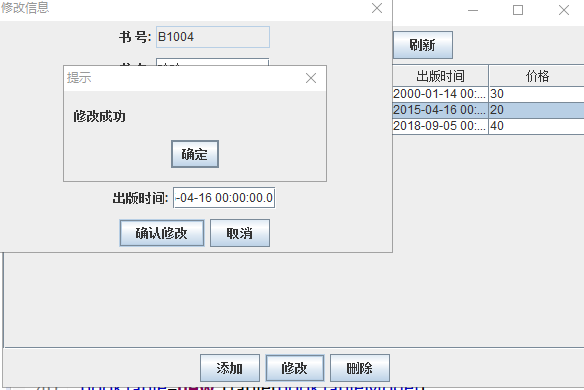 修改信息
书 号: B1004
刷新
提示
修改成功
确定
出版时间 价格
2000-01-14 00:... 30
2015-04-16 00:... 20
2018-09-05 00:... 40
出版时间: -04-16 00:00:00.0
确认修改 取消
添加 修改 删除